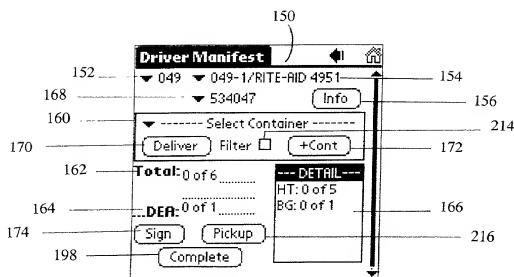 150
Driver Manifest
152 049 049-1/RITE-AID 4951 154
168 534047 Info 156
160 ------ Select Container ------ 214
170 Deliver Filter +Cont 172
162 Total: 0 of 6 --- DETAIL ---
HT: 0 of 5
164 DEA: 0 of 1 BG: 0 of 1 166
174 Sign Pickup 216
198 Complete